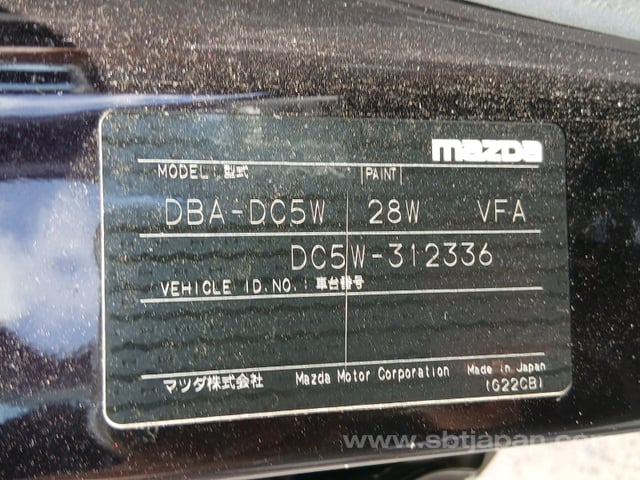 mazda
MODEL : 型式 PAINT
DBA-DC5W 28W VFA
DC5W-312336
VEHICLE ID.NO. : 車台番号
マツダ株式会社 Mazda Motor Corporation Made in Japan
(G22CB)
www.sbtjapan.com